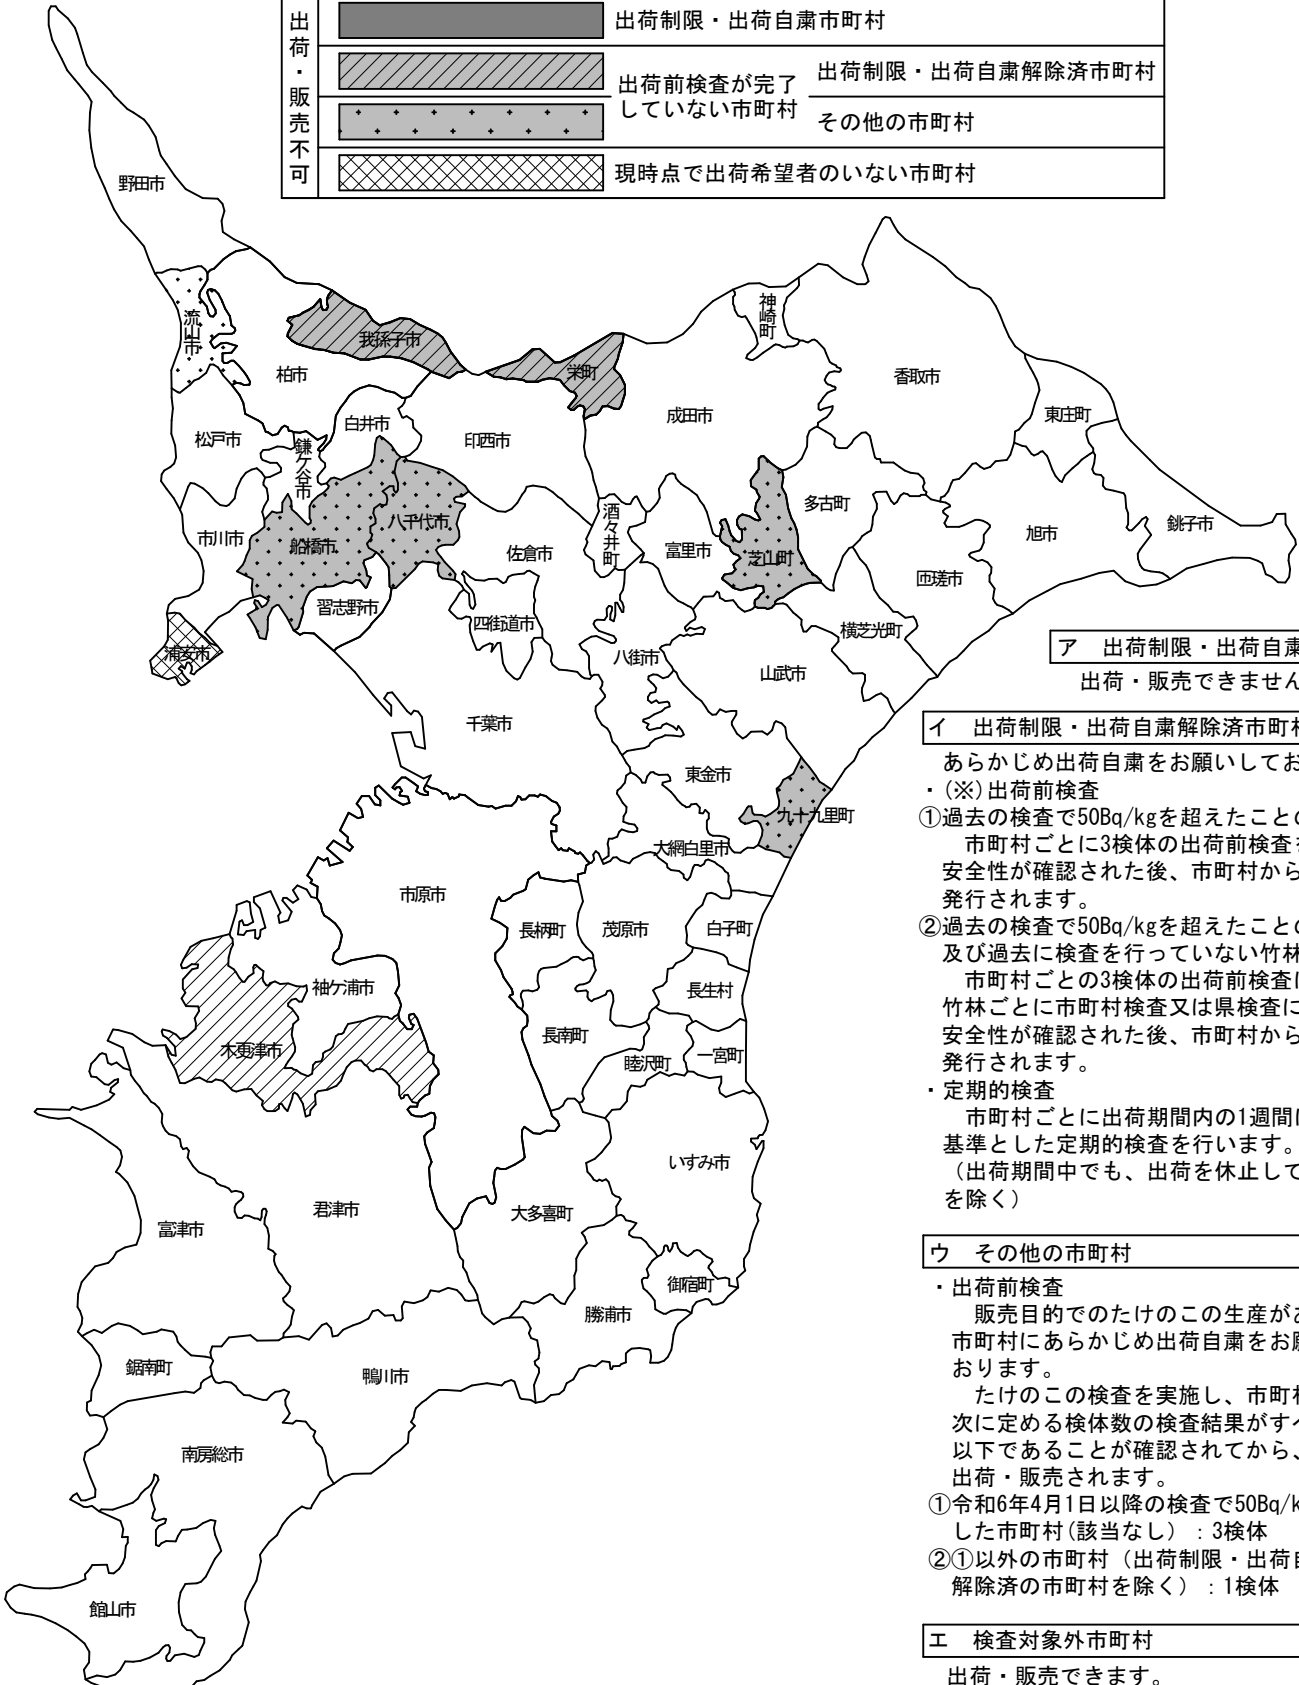 出荷・販売不可
出荷制限・出荷自粛市町村
出荷前検査が完了
していない市町村
出荷制限・出荷自粛解除済市町村
その他の市町村
現時点で出荷希望者のいない市町村
野田市
流山市
柏市
我孫子市
栄町
神崎町
香取市
東庄町
松戸市
鎌ケ谷市
白井市
印西市
成田市
多古町
銚子市
旭市
匝瑳市
市川市
船橋市
八千代市
佐倉市
酒々井町
富里市
芝山町
習志野市
四街道市
横芝光町
浦安市
八街市
山武市
千葉市
東金市
九十九里町
大網白里市
市原市
長柄町
茂原市
白子町
袖ケ浦市
長生村
木更津市
長南町
睦沢町
一宮町
いすみ市
君津市
大多喜町
富津市
御宿町
勝浦市
鋸南町
鴨川市
南房総市
館山市
ア　出荷制限・出荷自粛
出荷・販売できません
イ　出荷制限・出荷自粛解除済市町村
あらかじめ出荷自粛をお願いしてお
・(※)出荷前検査
①過去の検査で50Bq/kgを超えたことの
市町村ごとに3検体の出荷前検査を
安全性が確認された後、市町村から
発行されます。
②過去の検査で50Bq/kgを超えたことの
及び過去に検査を行っていない竹林
市町村ごとの3検体の出荷前検査に
竹林ごとに市町村検査又は県検査に
安全性が確認された後、市町村から
発行されます。
・定期的検査
市町村ごとに出荷期間内の1週間に
基準とした定期的検査を行います。
（出荷期間中でも、出荷を休止して
を除く）
ウ　その他の市町村
・出荷前検査
販売目的でのたけのこの生産があ
市町村にあらかじめ出荷自粛をお願
おります。
たけのこの検査を実施し、市町村
次に定める検体数の検査結果がすべ
以下であることが確認されてから、
出荷・販売されます。
①令和6年4月1日以降の検査で50Bq/k
した市町村(該当なし）：3検体
②①以外の市町村（出荷制限・出荷自
解除済の市町村を除く）：1検体
エ　検査対象外市町村
出荷・販売できます。